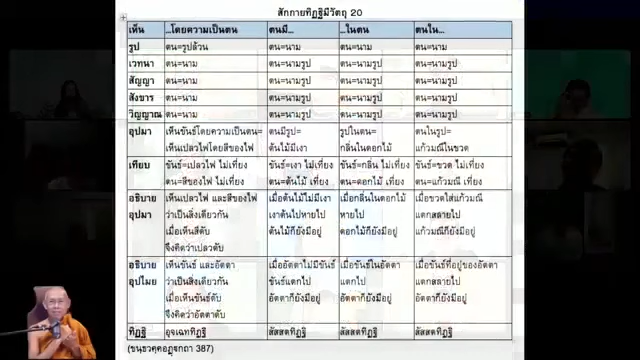 สักกายทิฏฐิมีวัตถุ 20
เห็น ...โดยความเป็นตน ตนมี... ...ในตน ตนใน...
รูป ตน=รูปล้วน ตน=นาม ตน=นาม ตน=นาม
เวทนา ตน=นาม ตน=นามรูป ตน=นามรูป ตน=นามรูป
สัญญา ตน=นาม ตน=นามรูป ตน=นามรูป ตน=นามรูป
สังขาร ตน=นาม ตน=นามรูป ตน=นามรูป ตน=นามรูป
วิญญาณ ตน=นาม ตน=นามรูป ตน=นามรูป ตน=นามรูป
อุปมา เห็นขันธ์โดยความเป็นตน= ตนมีรูป= รูปในตน= ตนในรูป=
เห็นเปลวไฟโดยสีของไฟ ต้นไม้มีเงา กลิ่นในดอกไม้ แก้วมณีในขวด
เทียบ ขันธ์=เปลวไฟ ไม่เที่ยง ขันธ์=เงา ไม่เที่ยง ขันธ์=กลิ่น ไม่เที่ยง ขันธ์=ขวด ไม่เที่ยง
ตน=สีของไฟ ไม่เที่ยง ตน=ต้นไม้ เที่ยง ตน=ดอกไม้ เที่ยง ตน=แก้วมณี เที่ยง
อธิบาย เห็นเปลวไฟ และสีของไฟ เมื่อต้นไม้ไม่มีเงา เมื่อกลิ่นในดอกไม้ เมื่อขวดใส่แก้วมณี
อุปมา ว่าเป็นสิ่งเดียวกัน เงาต้นไปหายไป หายไป แตกสลายไป
เมื่อเห็นสีดับ ต้นไม้ก็ยังมีอยู่ ดอกไม้ก็ยังมีอยู่ แก้วมณีก็ยังมีอยู่
จึงคิดว่าเปลวดับ
อธิบาย เห็นขันธ์ และอัตตา เมื่ออัตตาไม่มีขันธ์ เมื่อขันธ์ในอัตตา เมื่อขันธ์ที่อยู่ของอัตตา
อุปไมย ว่าเป็นสิ่งเดียวกัน ขันธ์แตกไป แตกไป แตกสลายไป
เมื่อเห็นขันธ์ดับ อัตตาก็ยังมีอยู่ อัตตาก็ยังมีอยู่ อัตตาก็ยังมีอยู่
จึงคิดว่าอัตตาดับ
ทิฏฐิ อุจเฉททิฏฐิ สัสสตทิฏฐิ สัสสตทิฏฐิ สัสสตทิฏฐิ
(ขนฺธวคฺคอฏฺฐกถา 387)